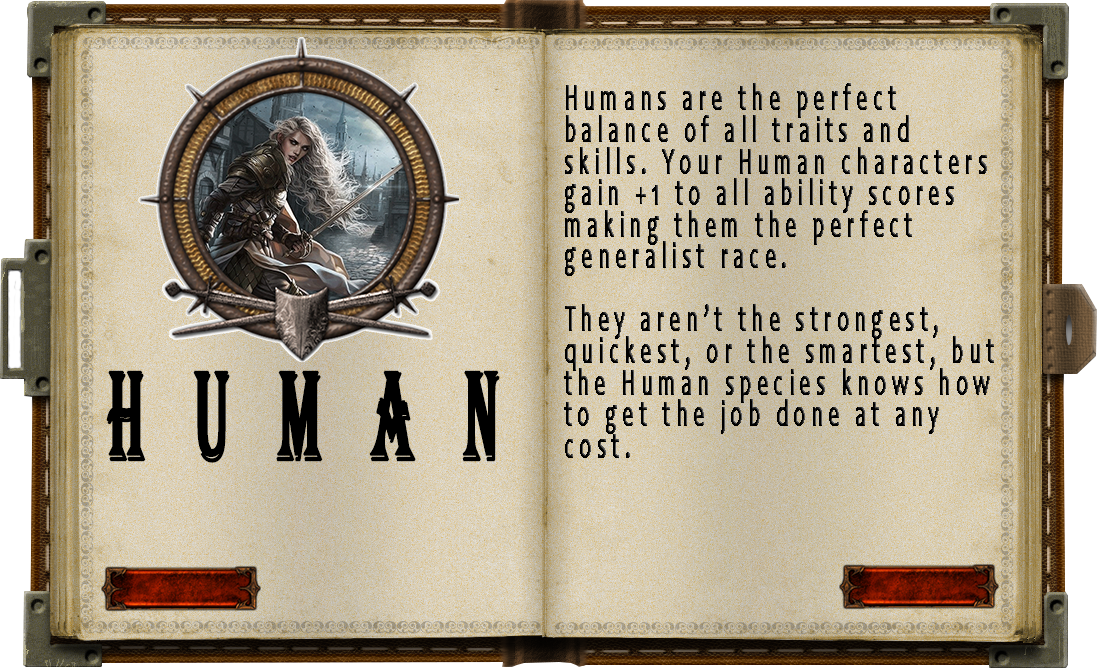 HUMAN
Humans are the perfect
balance of all traits and
skills. Your Human characters
gain +1 to all ability scores
making them the perfect
generalist race.
They aren't the strongest,
quickest, or the smartest, but
the Human species knows how
to get the job done at any
cost.